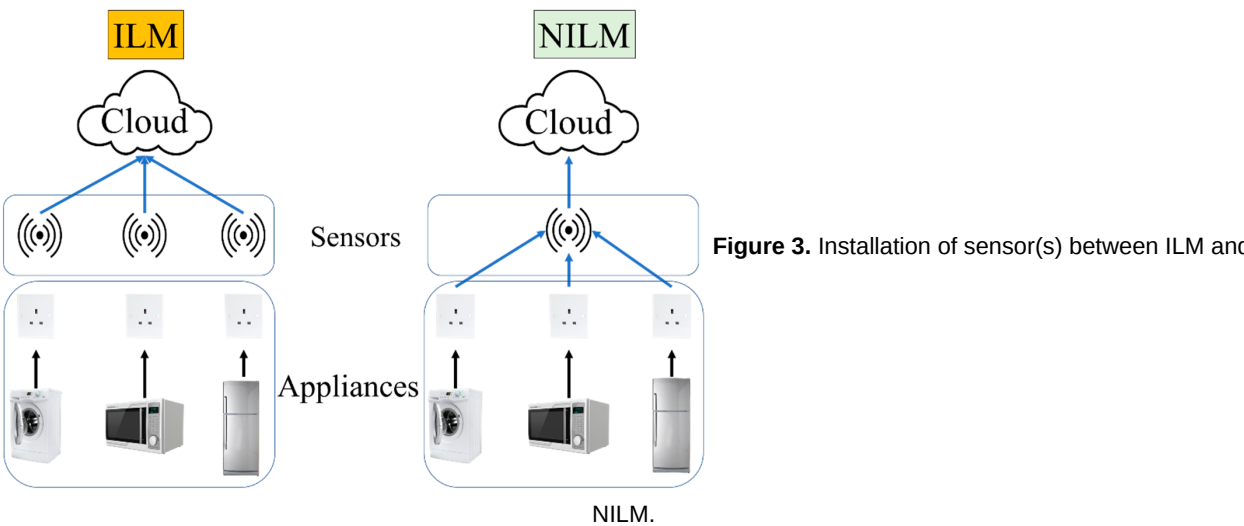 ILM
NILM
Cloud
Cloud
Sensors
Figure 3. Installation of sensor(s) between ILM and
Appliances
NILM.